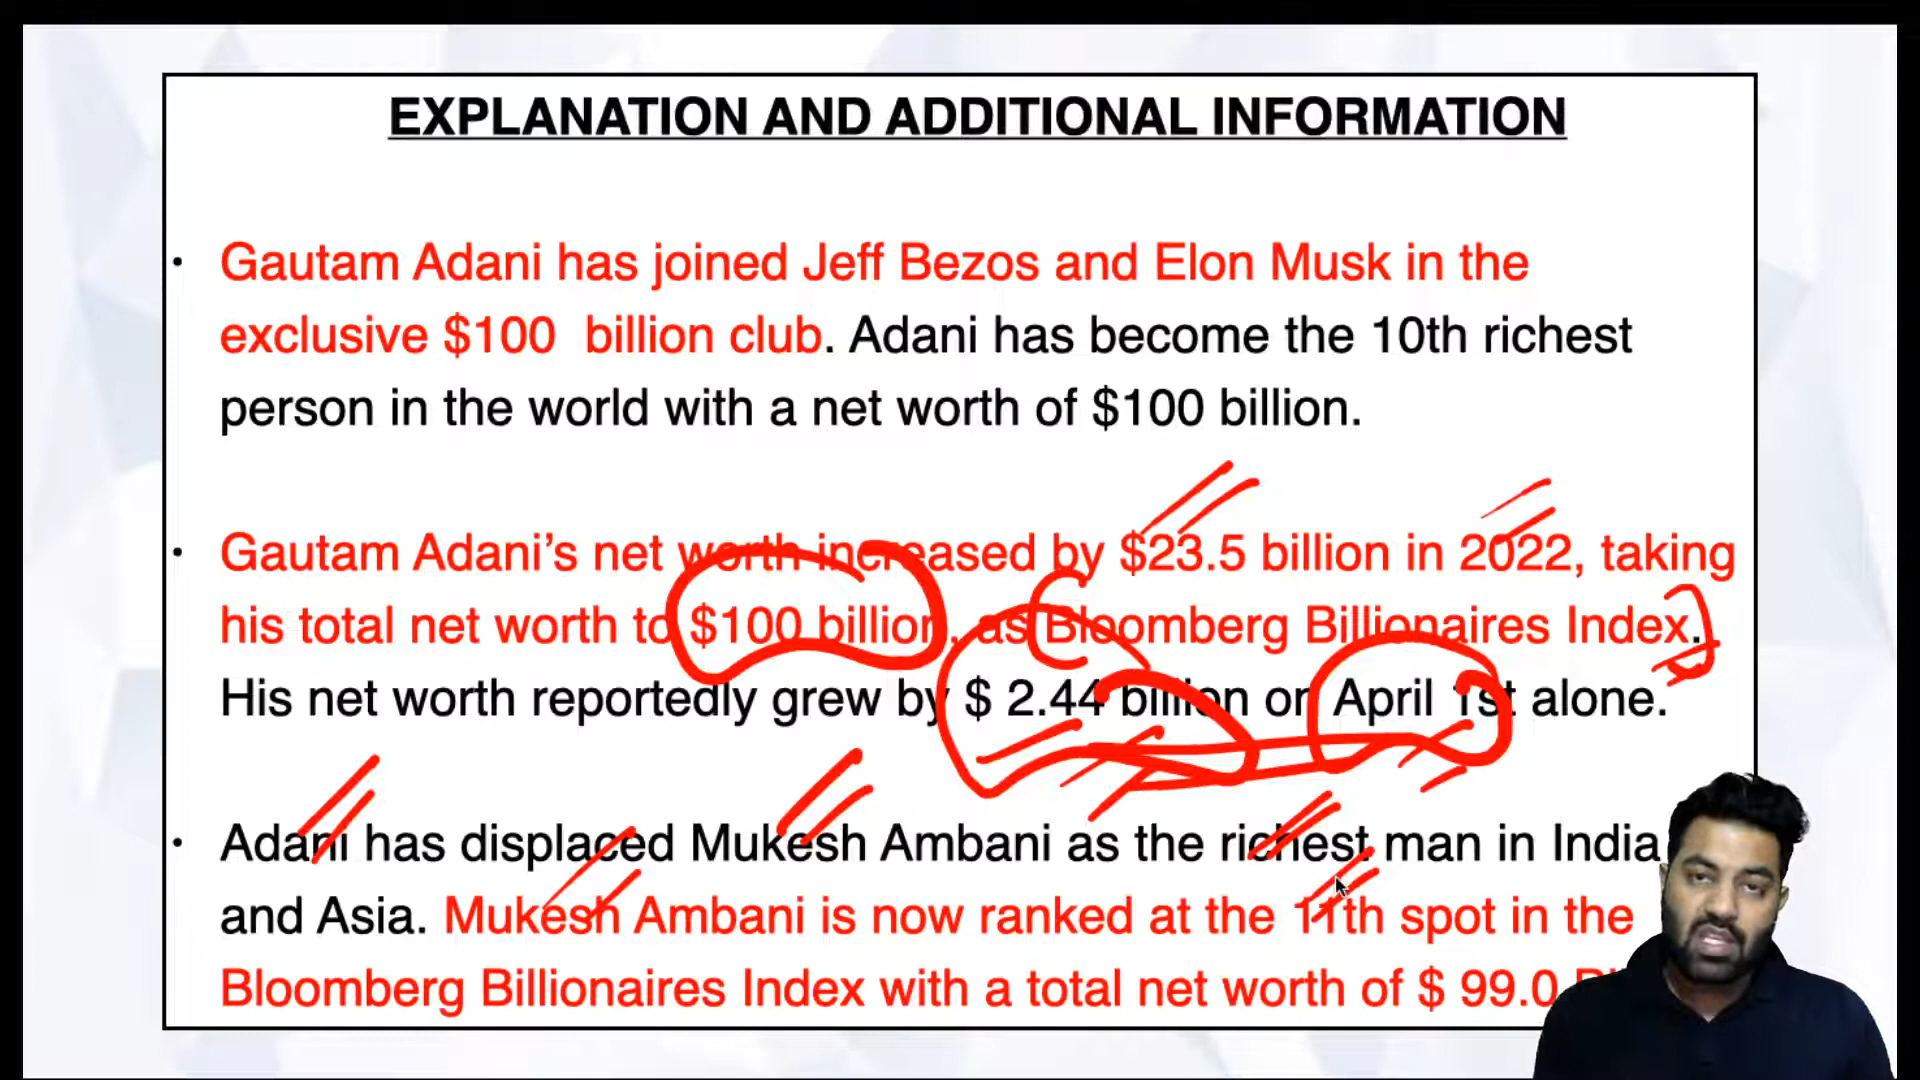 EXPLANATION AND ADDITIONAL INFORMATION
• Gautam Adani has joined Jeff Bezos and Elon Musk in the
exclusive $100 billion club. Adani has become the 10th richest
person in the world with a net worth of $100 billion.
• Gautam Adani’s net worth increased by $23.5 billion in 2022, taking
his total net worth to $100 billion, as Bloomberg Billionaires Index.
His net worth reportedly grew by $ 2.44 billion on April 1st alone.
• Adani has displaced Mukesh Ambani as the richest man in India
and Asia. Mukesh Ambani is now ranked at the 11th spot in the
Bloomberg Billionaires Index with a total net worth of $ 99.0